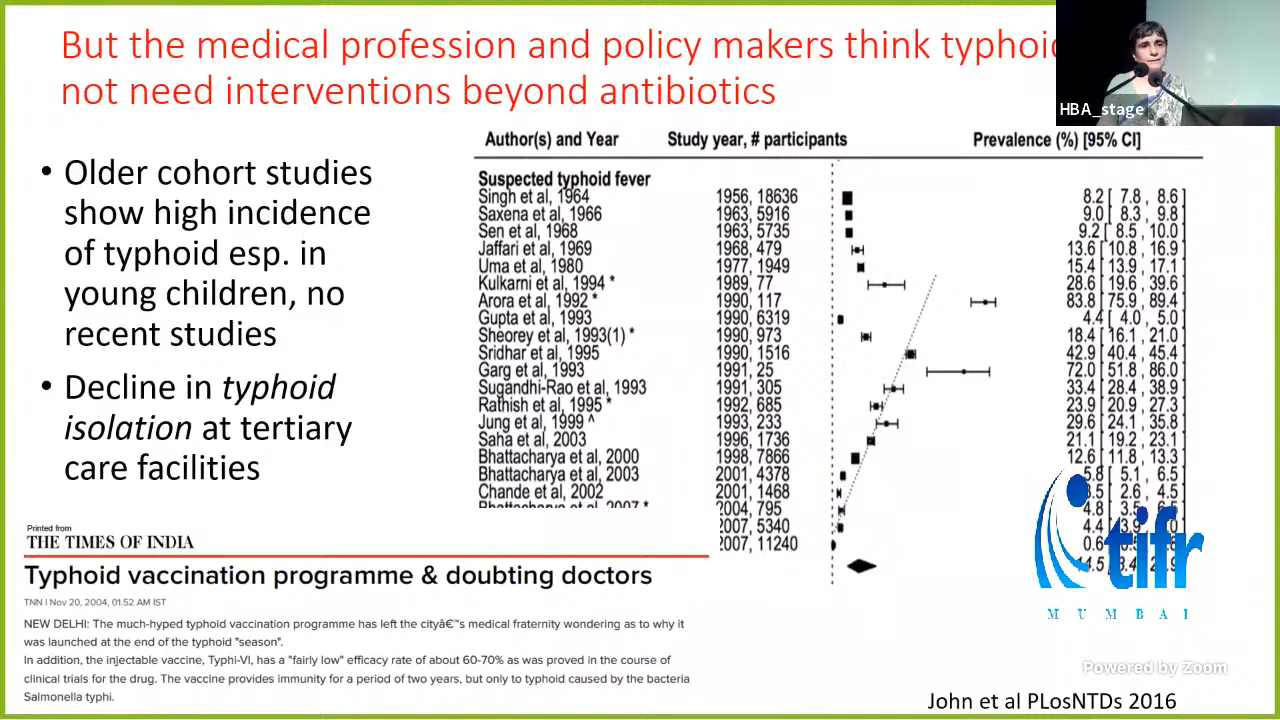 But the medical profession and policy makers think typhoid
not need interventions beyond antibiotics
HBA_stage
• Older cohort studies
show high incidence
of typhoid esp. in
young children, no
recent studies
• Decline in typhoid
isolation at tertiary
care facilities
Author(s) and Year Study year, # participants Prevalence (%) [95% CI]
Suspected typhoid fever
Singh et al, 1964 1956, 18636 8.2 [ 7.8 , 8.6 ]
Saxena et al, 1966 1963, 5916 9.0 [ 8.3 , 9.8 ]
Sen et al, 1968 1963, 5735 9.2 [ 8.5 , 10.0 ]
Jaffari et al, 1969 1968, 479 13.6 [ 10.8 , 16.9 ]
Uma et al, 1980 1977, 1949 15.4 [ 13.9 , 17.1 ]
Kulkarni et al, 1994 * 1989, 77 28.6 [ 19.6 , 39.6 ]
Arora et al, 1992 * 1990, 117 83.8 [ 75.9 , 89.4 ]
Gupta et al, 1993 1990, 6319 4.4 [ 4.0 , 5.0 ]
Sheorey et al, 1993(1) * 1990, 973 18.4 [ 16.1 , 21.0 ]
Sridhar et al, 1995 1990, 1516 42.9 [ 40.4 , 45.4 ]
Garg et al, 1993 1991, 25 72.0 [ 51.8 , 86.0 ]
Sugandhi-Rao et al, 1993 1991, 305 33.4 [ 28.4 , 38.9 ]
Rathish et al, 1995 * 1992, 685 23.9 [ 20.9 , 27.3 ]
Jung et al, 1999 ^ 1993, 233 29.6 [ 24.1 , 35.8 ]
Saha et al, 2003 1996, 1736 21.1 [ 19.2 , 23.1 ]
Bhattacharya et al, 2000 1998, 7866 12.6 [ 11.8 , 13.3 ]
Bhattacharya et al, 2003 2001, 4378 5.8 [ 5.1 , 6.5 ]
Chande et al, 2002 2001, 1468 2.6 , 4.5 ]
Bhattacharya et al, 2007 * 2004, 795 4.8
2007, 5340 4.4
2007, 11240 0.6
tifr
MUMBAI
Printed from
THE TIMES OF INDIA
Typhoid vaccination programme & doubting doctors
TNN | Nov 20, 2004, 01.52 AM IST
NEW DELHI: The much-hyped typhoid vaccination programme has left the cityâ€™s medical fraternity wondering as to why it
was launched at the end of the typhoid "season".
In addition, the injectable vaccine, Typhi-VI, has a "fairly low" efficacy rate of about 60-70% as was proved in the course of
clinical trials for the drug. The vaccine provides immunity for a period of two years, but only to typhoid caused by the bacteria
Salmonella typhi.
Powered by Zoom
John et al PLosNTDs 2016